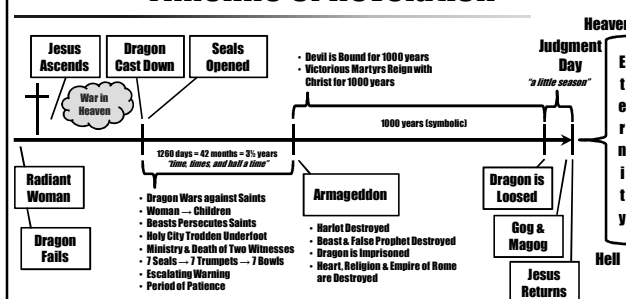 Heaven
Jesus
Ascends
Dragon
Cast Down
Seals
Opened
War in
Heaven
• Devil is Bound for 1000 years
• Victorious Martyrs Reign with
Christ for 1000 years
Judgment
Day
"a little season"
1000 years (symbolic)
1260 days = 42 months = 3½ years
"time, times, and half a time"
Radiant
Woman
Dragon
Fails
• Dragon Wars against Saints
• Woman → Children
• Beasts Persecutes Saints
• Holy City Trodden Underfoot
• Ministry & Death of Two Witnesses
• 7 Seals → 7 Trumpets → 7 Bowls
• Escalating Warning
• Period of Patience
Armageddon
• Harlot Destroyed
• Beast & False Prophet Destroyed
• Dragon is Imprisoned
• Heart, Religion & Empire of Rome
are Destroyed
Dragon is
Loosed
Gog &
Magog
Jesus
Returns
Eternity
Hell